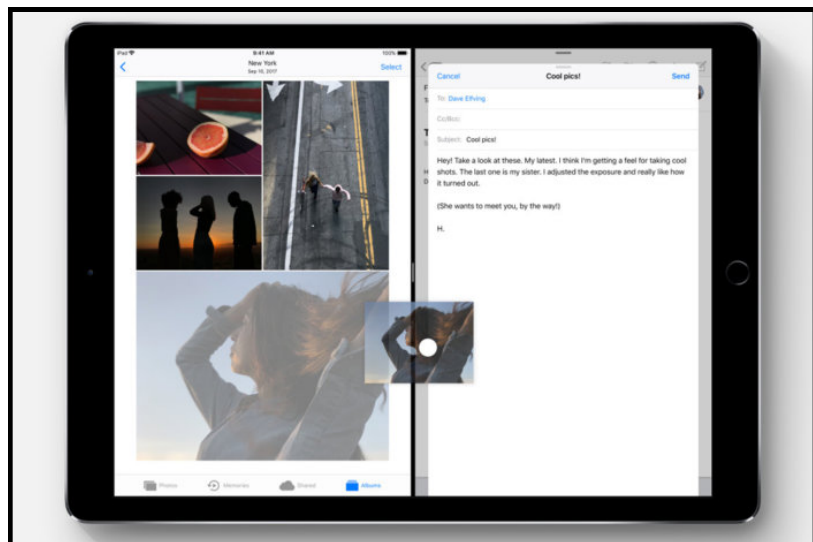 iPad
9:41 AM
100%
New York
Sep 15, 2017
Select
Photos
Memories
Shared
Albums
Cancel
Cool pics!
Send
To: Dave Elfving
Cc/Bcc:
Subject: Cool pics!
Hey! Take a look at these. My latest. I think I'm getting a feel for taking cool
shots. The last one is my sister. I adjusted the exposure and really like how
it turned out.
(She wants to meet you, by the way!)
H.